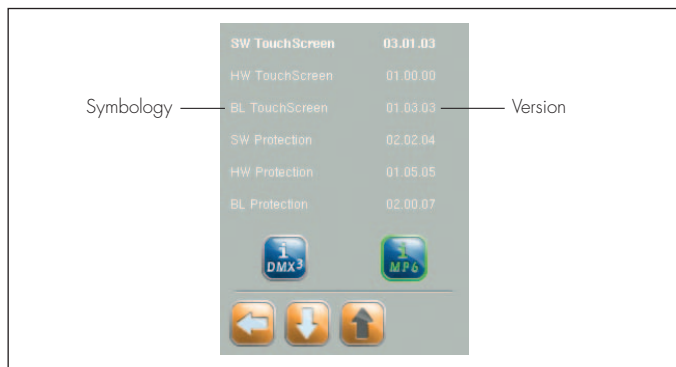 SW TouchScreen 03.01.03
HW TouchScreen 01.00.00
Symbology BL TouchScreen 01.03.03 Version
SW Protection 02.02.04
HW Protection 01.05.05
BL Protection 02.00.07
i i
DMX³ MP6